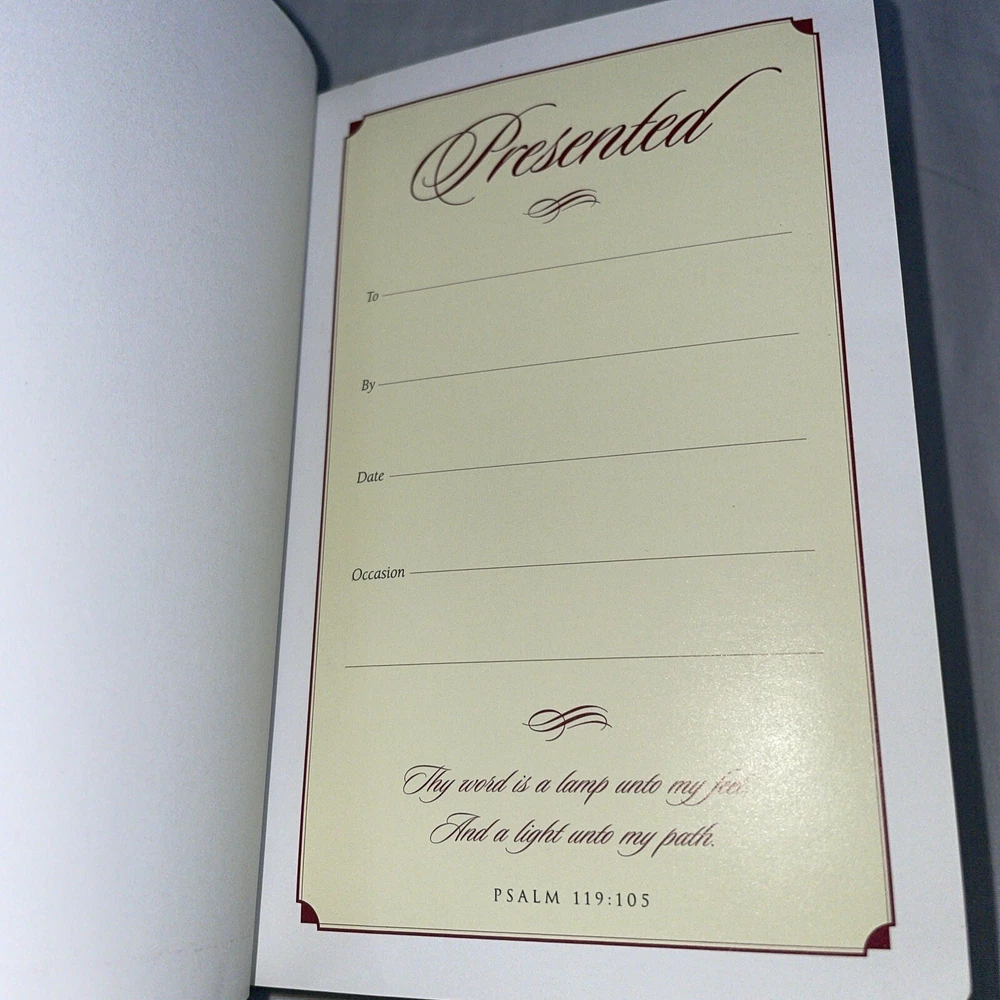 Presented
To
By
Date
Occasion
Thy word is a lamp unto my feet,
And a light unto my path.
PSALM 119:105